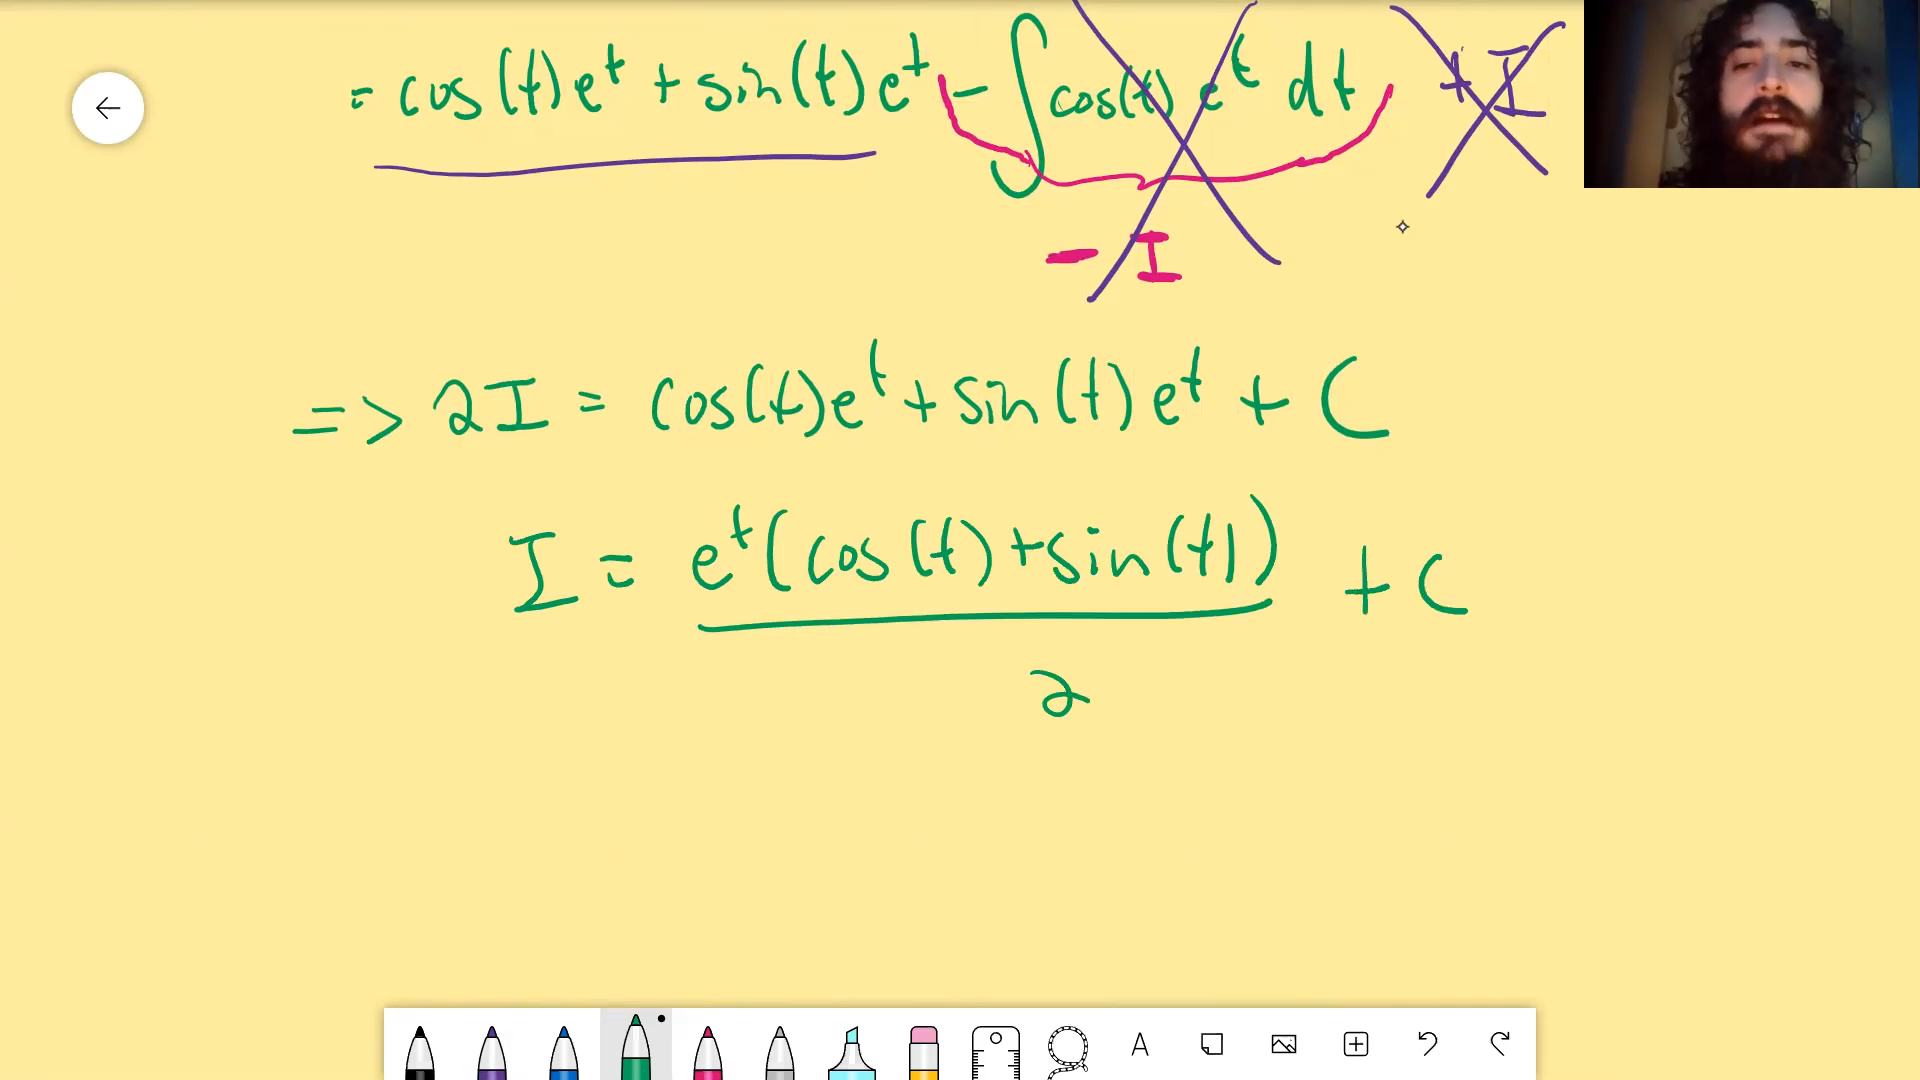 = cos(t)e^t + sin(t)e^t - ∫cos(t) e^t dt + I
- I
=> 2I = cos(t)e^t + sin(t)e^t + C
I = e^t(cos(t) + sin(t)) + C
2
A